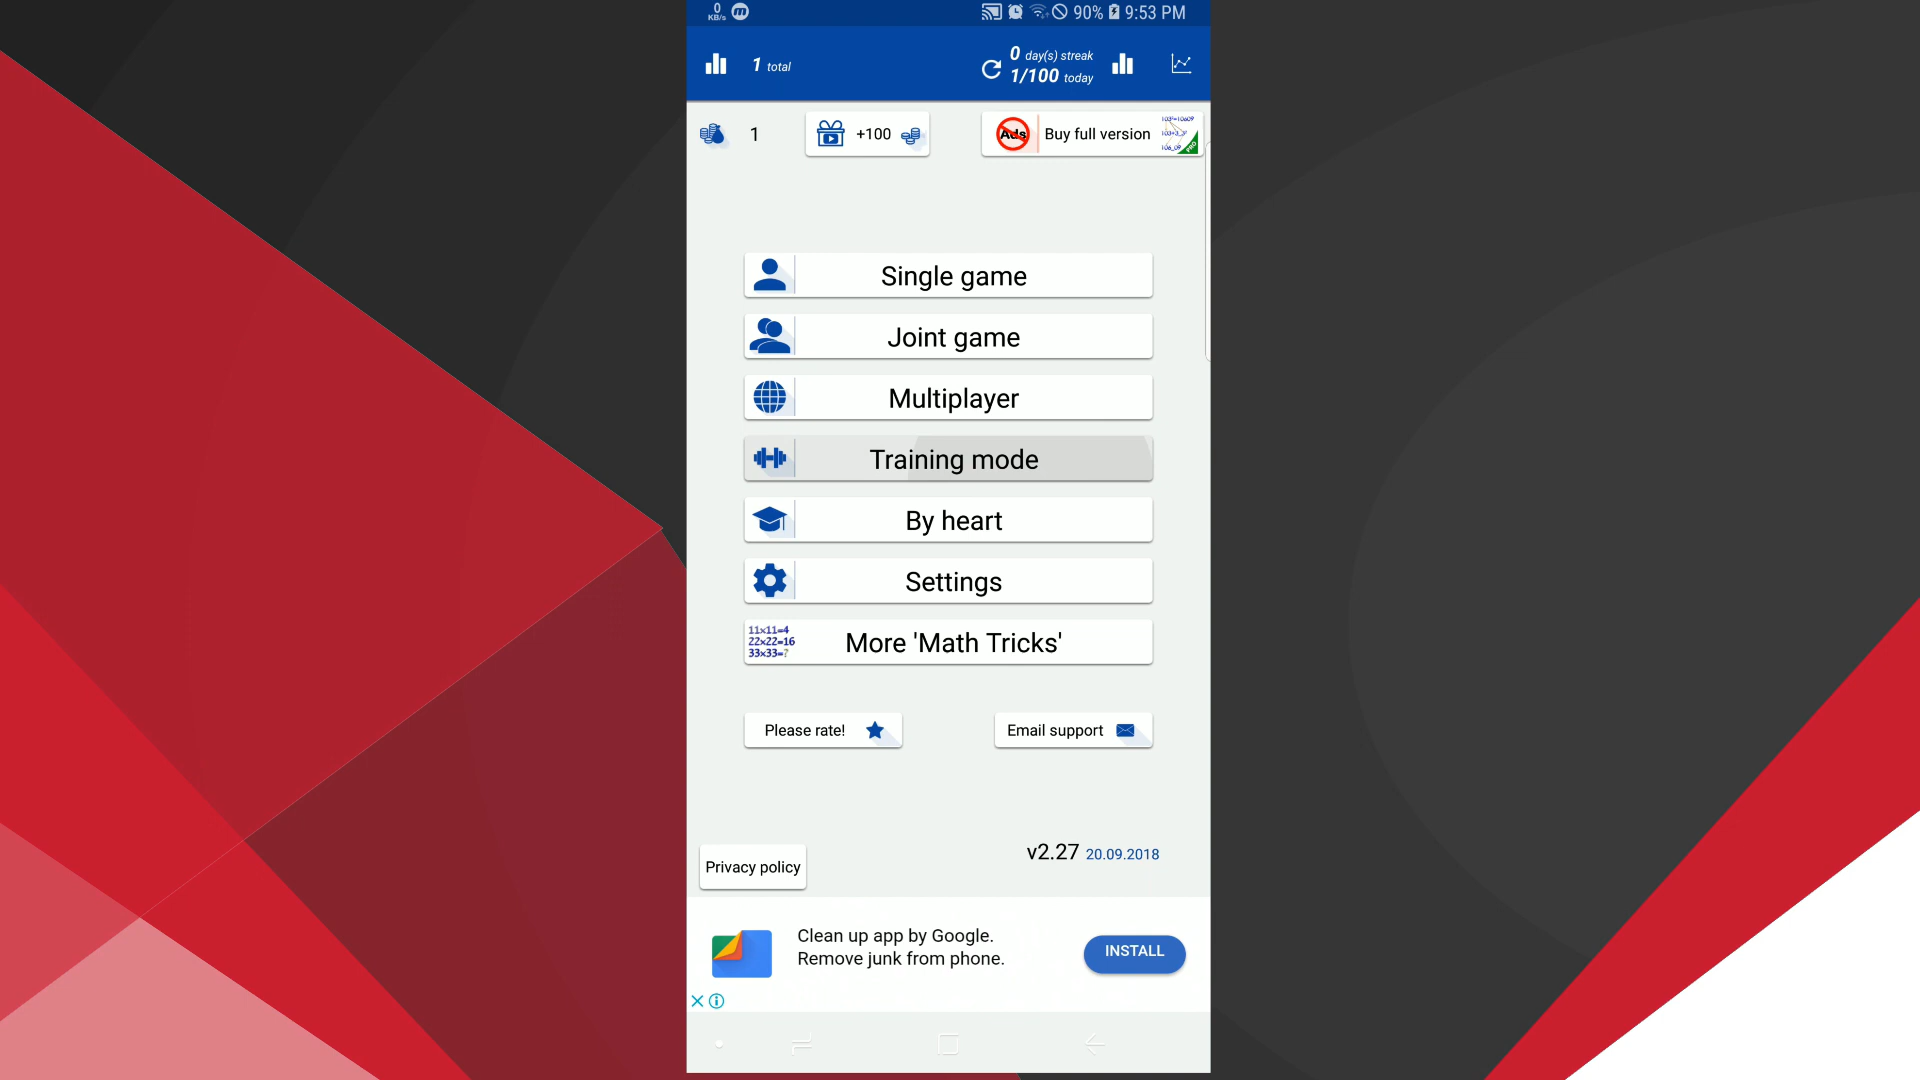 0
KB/s
90% 9:53 PM
1 total
0 day(s) streak
1/100 today
1
+100
Ads
Buy full version
PRO
Single game
Joint game
Multiplayer
Training mode
By heart
Settings
11x11=4
22x22=16
33x33=?
More 'Math Tricks'
Please rate!
Email support
v2.27 20.09.2018
Privacy policy
Clean up app by Google.
Remove junk from phone.
INSTALL